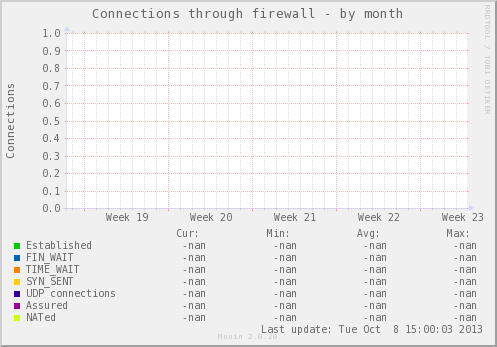 Connections through firewall - by month
RRDTOOL / TOBI OETIKER
Connections
1.0
0.9
0.8
0.7
0.6
0.5
0.4
0.3
0.2
0.1
0.0
Week 19 Week 20 Week 21 Week 22 Week 23
Cur: Min: Avg: Max:
Established -nan -nan -nan -nan
FIN_WAIT -nan -nan -nan -nan
TIME_WAIT -nan -nan -nan -nan
SYN_SENT -nan -nan -nan -nan
UDP connections -nan -nan -nan -nan
Assured -nan -nan -nan -nan
NATed -nan -nan -nan -nan
Last update: Tue Oct  8 15:00:03 2013
Munin 2.0.20